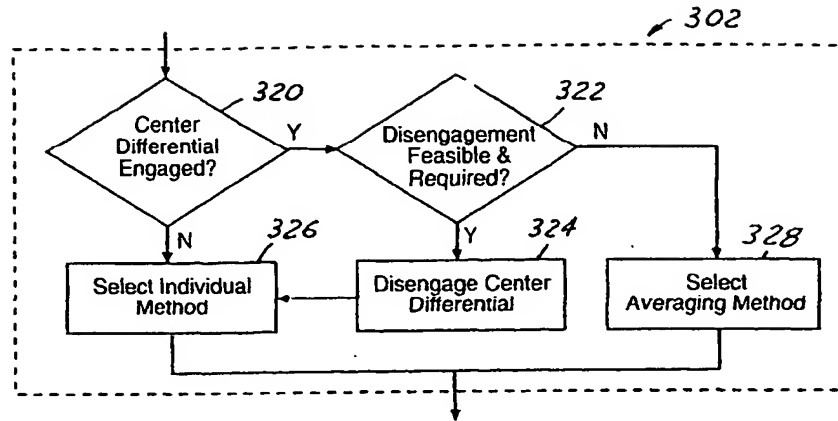 302
320
Center
Differential
Engaged?
Y
322
Disengagement
Feasible &
Required?
N
N
326
Select Individual
Method
Y
324
Disengage Center
Differential
328
Select
Averaging Method